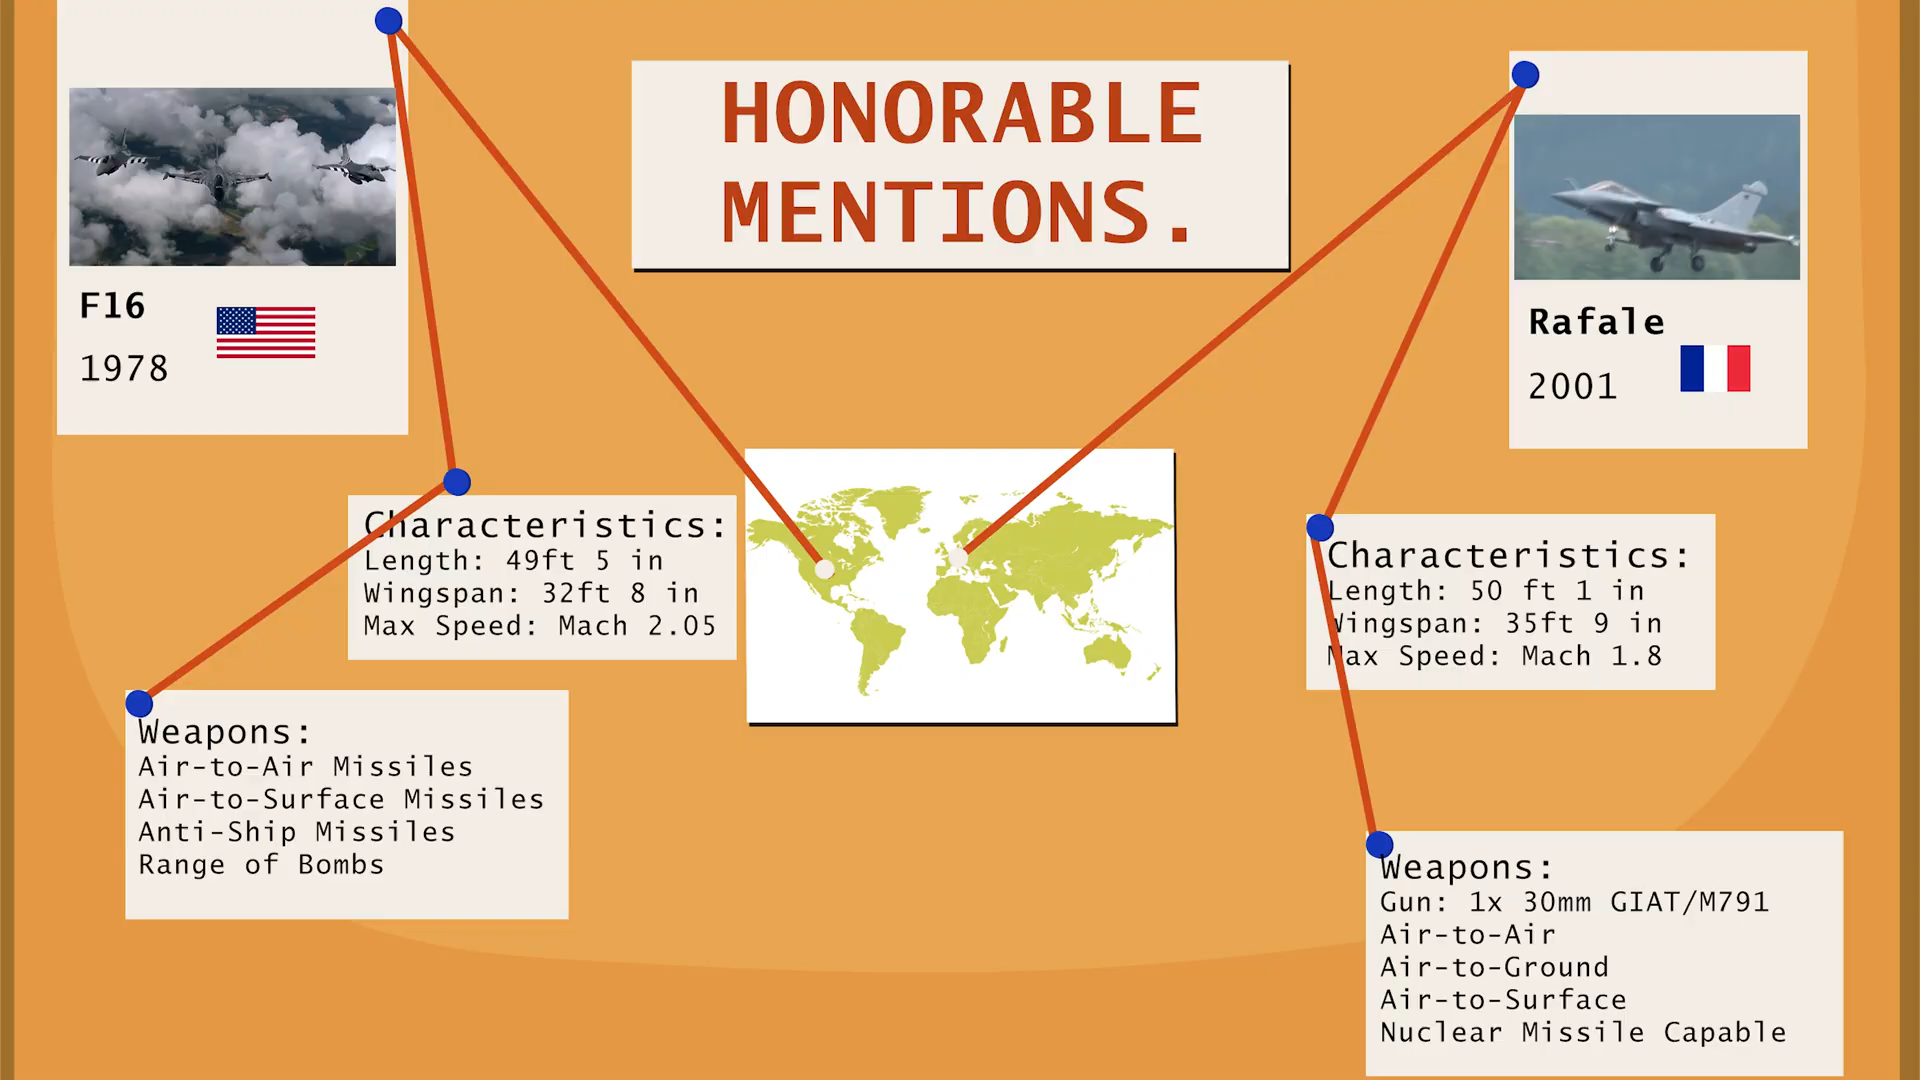 HONORABLE
MENTIONS.
F16
1978
Characteristics:
Length: 49ft 5 in
Wingspan: 32ft 8 in
Max Speed: Mach 2.05
Weapons:
Air-to-Air Missiles
Air-to-Surface Missiles
Anti-Ship Missiles
Range of Bombs
Rafale
2001
Characteristics:
Length: 50 ft 1 in
Wingspan: 35ft 9 in
Max Speed: Mach 1.8
Weapons:
Gun: 1x 30mm GIAT/M791
Air-to-Air
Air-to-Ground
Air-to-Surface
Nuclear Missile Capable